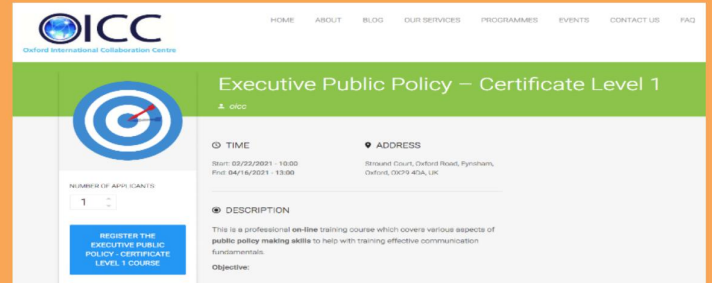 OICC
Oxford International Collaboration Centre
HOME ABOUT BLOG OUR SERVICES PROGRAMMES EVENTS CONTACT US FAQ
Executive Public Policy – Certificate Level 1
oicc
TIME
Start: 02/22/2021 - 10:00
End: 04/16/2021 - 13:00
ADDRESS
Stround Court, Oxford Road, Eynsham,
Oxford, OX29 4DA, UK
NUMBER OF APPLICANTS
1
REGISTER THE
EXECUTIVE PUBLIC
POLICY - CERTIFICATE
LEVEL 1 COURSE
DESCRIPTION
This is a professional on-line training course which covers various aspects of
public policy making skills to help with training effective communication
fundamentals.
Objective: